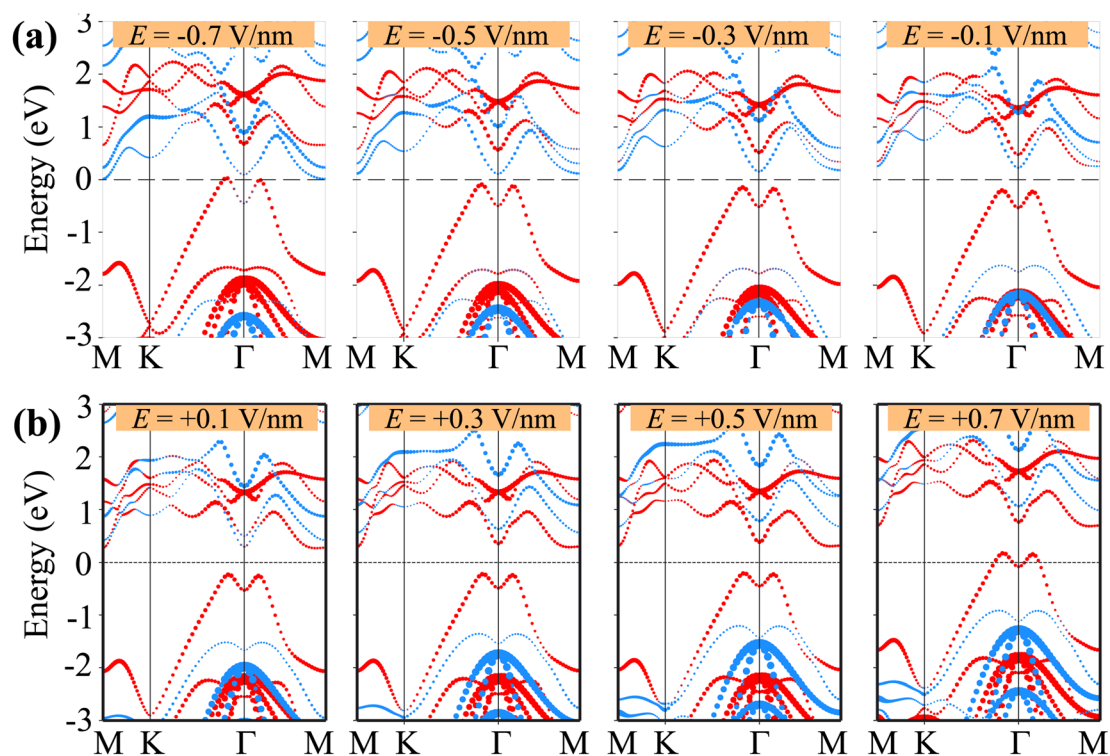 (a)
E = -0.7 V/nm
E = -0.5 V/nm
E = -0.3 V/nm
E = -0.1 V/nm
Energy (eV)
3
2
1
0
-1
-2
-3
M K Γ M
M K Γ M
M K Γ M
M K Γ M
(b)
E = +0.1 V/nm
E = +0.3 V/nm
E = +0.5 V/nm
E = +0.7 V/nm
Energy (eV)
3
2
1
0
-1
-2
-3
M K Γ M
M K Γ M
M K Γ M
M K Γ M